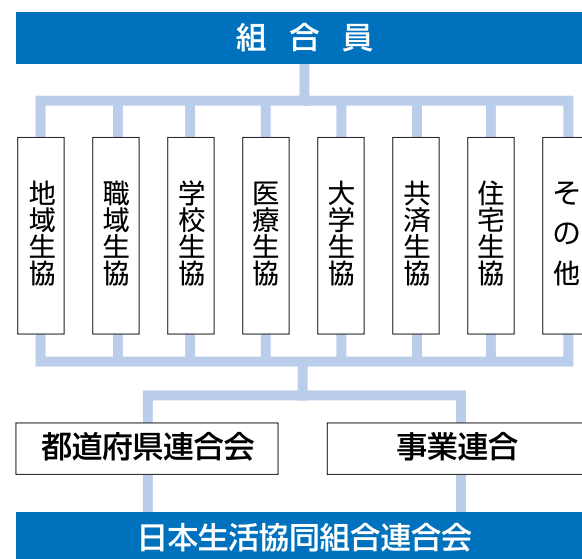 組合員
地域生協
職域生協
学校生協
医療生協
大学生協
共済生協
住宅生協
その他
都道府県連合会
事業連合
日本生活協同組合連合会